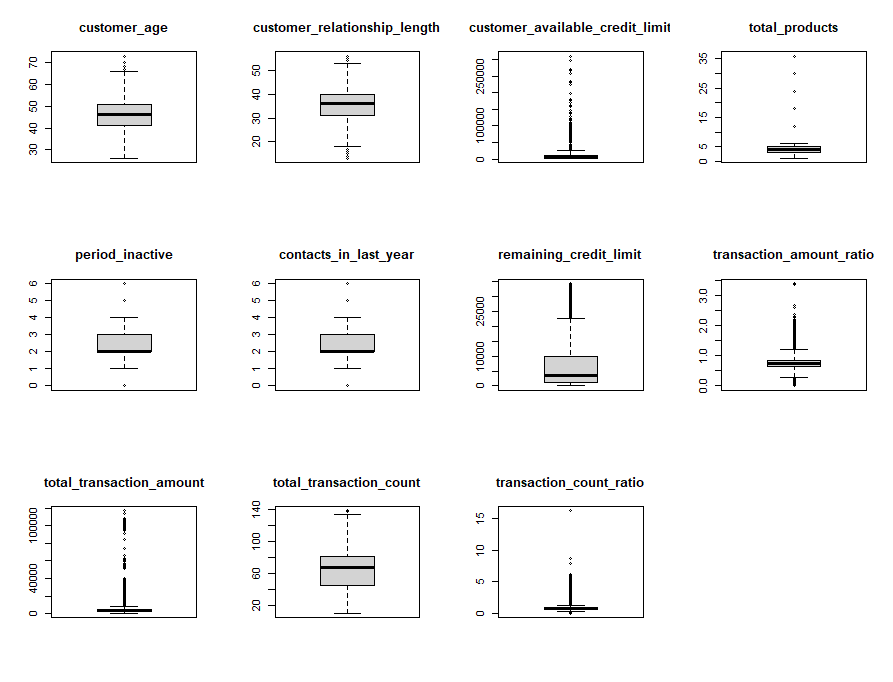 customer_age customer_relationship_length customer_available_credit_limit total_products
70 60 50 40 30
50 40 30 20
250000 100000 0
35 25 15 5 0
period_inactive contacts_in_last_year remaining_credit_limit transaction_amount_ratio
6 5 4 3 2 1 0
6 5 4 3 2 1 0
25000 10000 0
3.0 2.0 1.0 0.0
total_transaction_amount total_transaction_count transaction_count_ratio
100000 40000 0
140 100 60 20
15 10 5 0